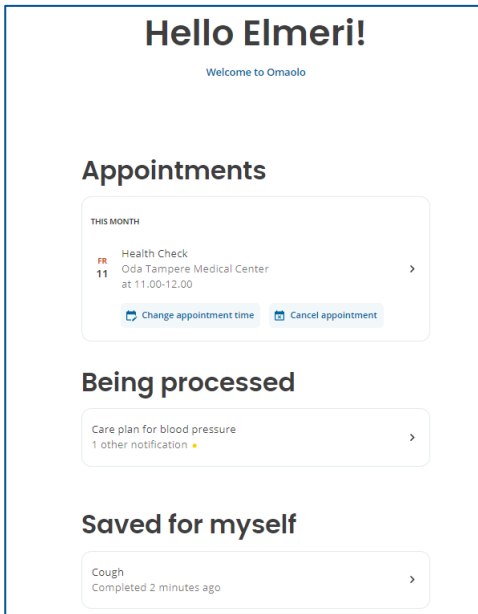 Hello Elmeri!
Welcome to Omaolo
Appointments
THIS MONTH
FR
11
Health Check
Oda Tampere Medical Center
at 11.00-12.00
Change appointment time
Cancel appointment
Being processed
Care plan for blood pressure
1 other notification
Saved for myself
Cough
Completed 2 minutes ago